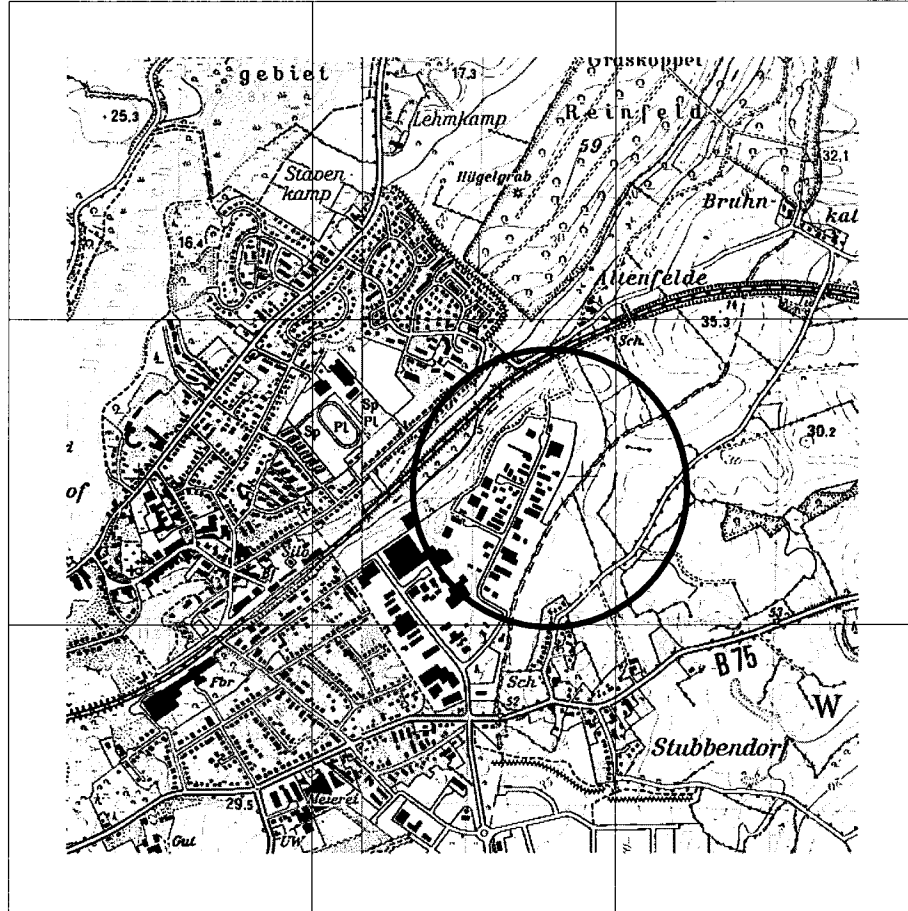 gebiet
17.3
Graskoppel
25.3
Lehmkamp
Reinfeld
59
32,1
Staven
kamp
Hügelgrab
Bruhn
kat
16.4
Altenfelde
35.3
Sch.
Sp
Pl.
Sp
Pl.
30.2
of
Silo
53
B 75
Fbr
Sch.
52
W
Stubbendorf
29.5
Meierei
Gut
UW